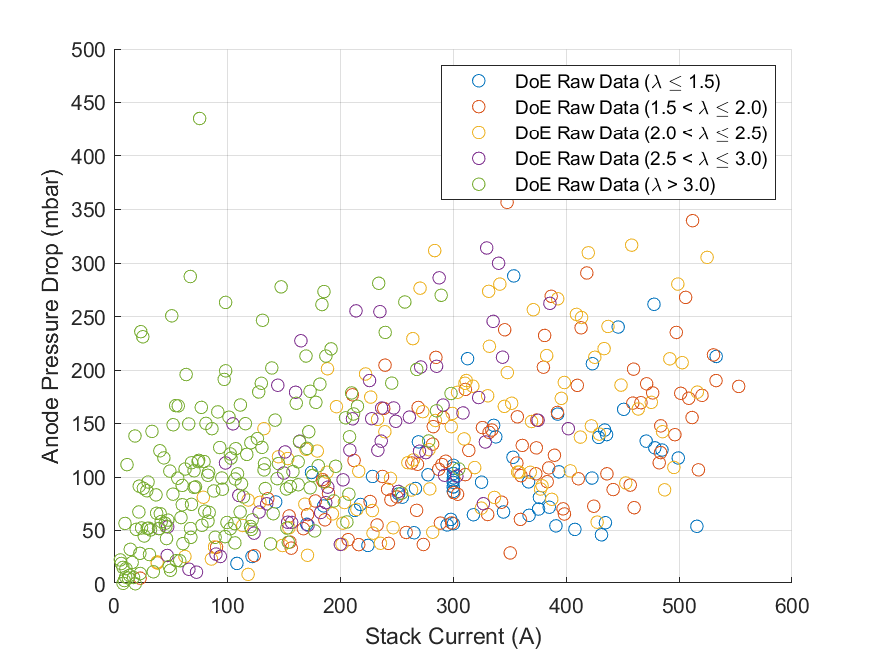 500
450
400
350
300
250
200
150
100
50
0
Anode Pressure Drop (mbar)
DoE Raw Data (λ ≤ 1.5)
DoE Raw Data (1.5 < λ ≤ 2.0)
DoE Raw Data (2.0 < λ ≤ 2.5)
DoE Raw Data (2.5 < λ ≤ 3.0)
DoE Raw Data (λ > 3.0)
0 100 200 300 400 500 600
Stack Current (A)